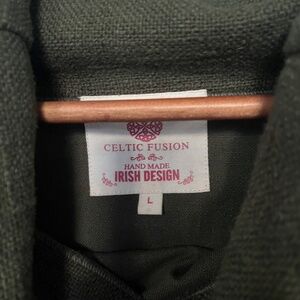 CELTIC FUSION
HAND MADE
IRISH DESIGN
L